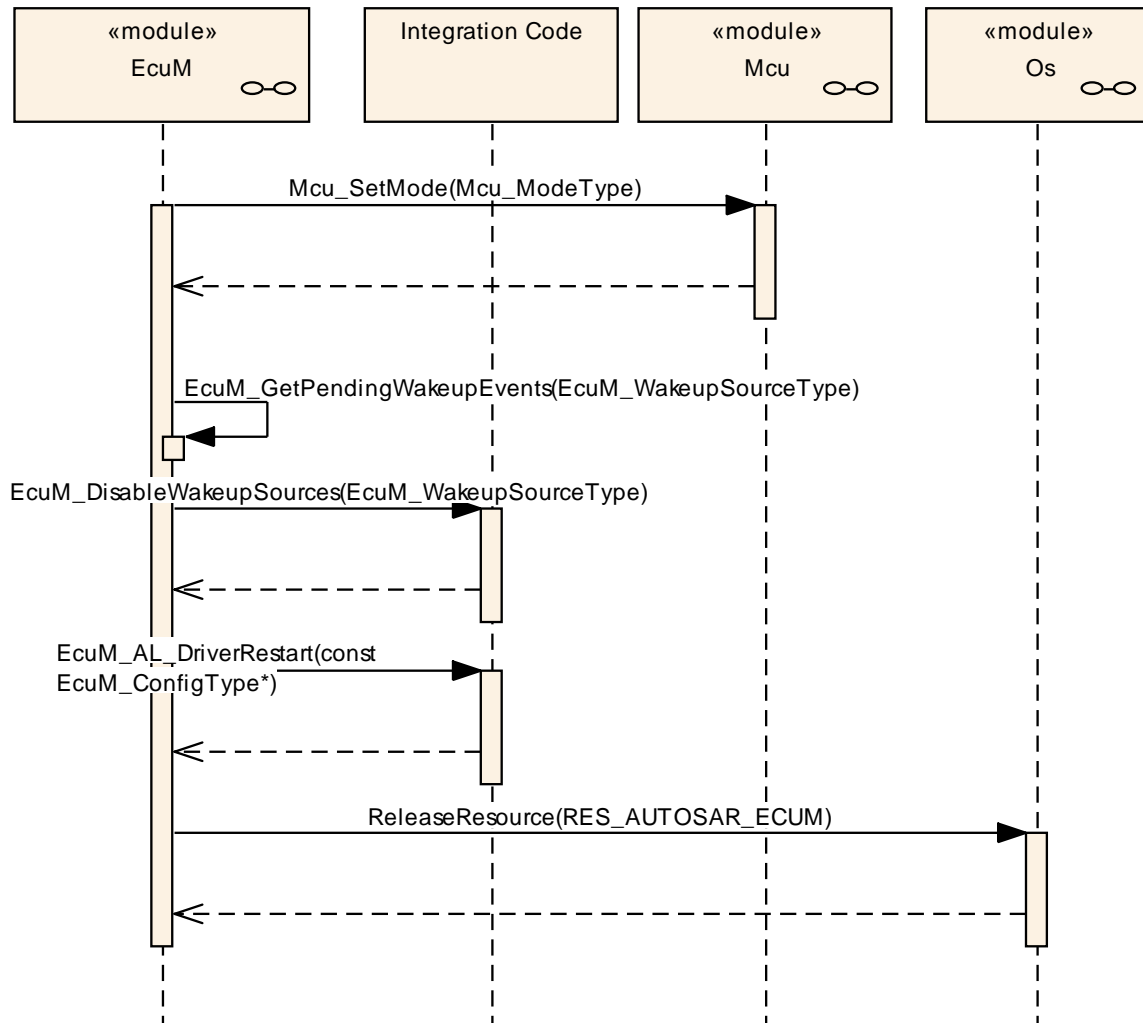 «module»
EcuM
Integration Code
«module»
Mcu
«module»
Os
Mcu_SetMode(Mcu_ModeType)
EcuM_GetPendingWakeupEvents(EcuM_WakeupSourceType)
EcuM_DisableWakeupSources(EcuM_WakeupSourceType)
EcuM_AL_DriverRestart(const
EcuM_ConfigType*)
ReleaseResource(RES_AUTOSAR_ECUM)